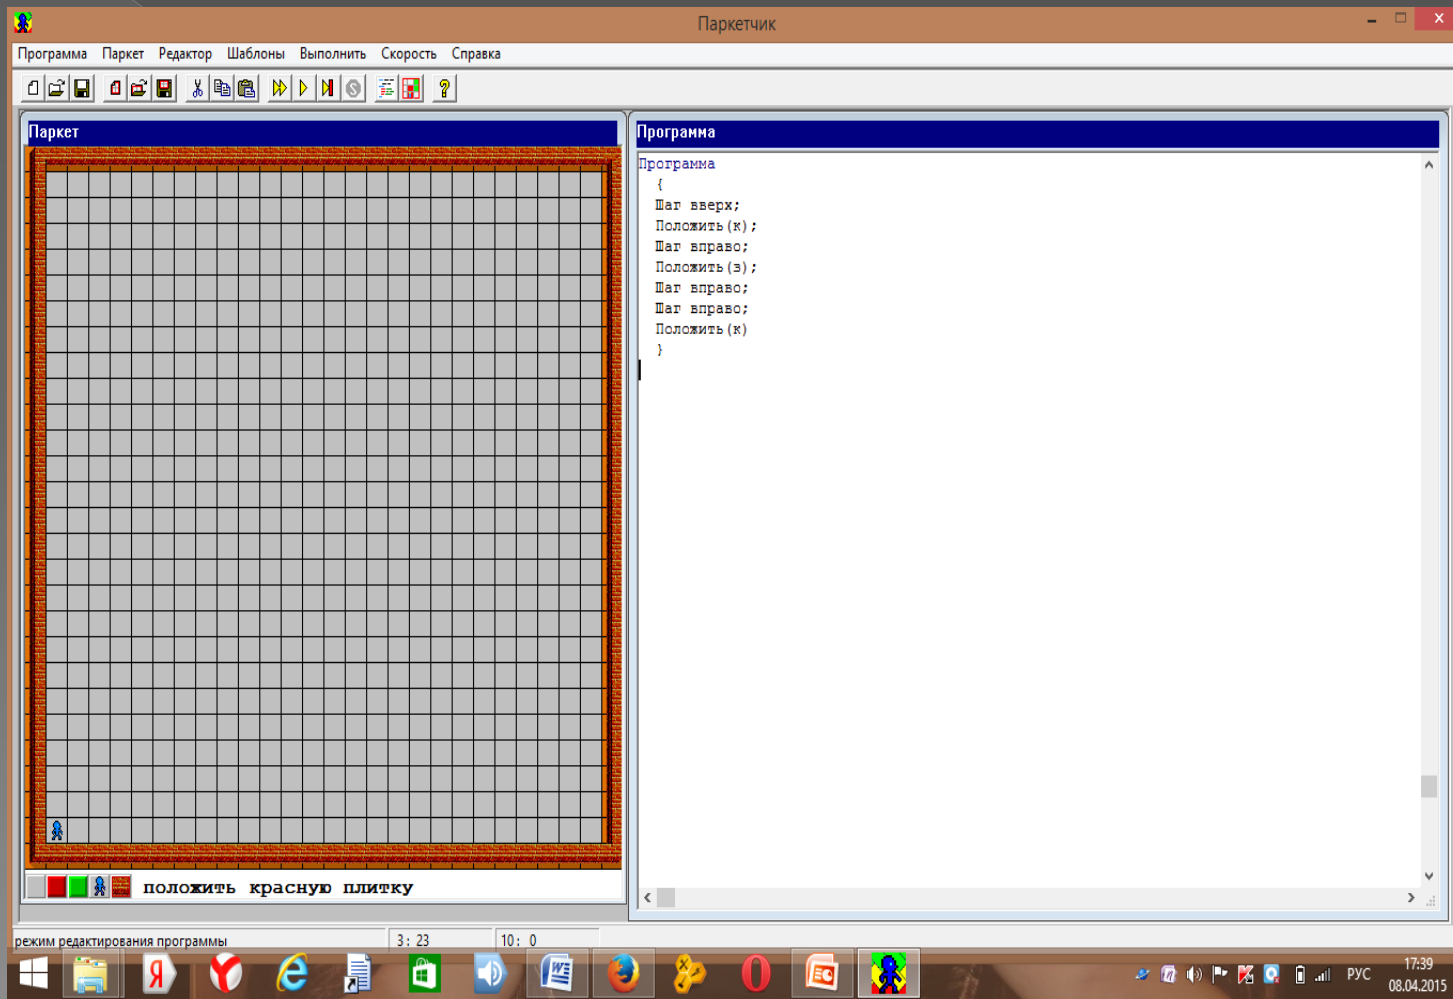 Паркетчик
Программа Паркет Редактор Шаблоны Выполнить Скорость Справка
Паркет
положить красную плитку
Программа
Программа
{
Шаг вверх;
Положить(к);
Шаг вправо;
Положить(з);
Шаг вправо;
Шаг вправо;
Положить(к)
}
режим редактирования программы 3: 23 10: 0
РУС 17:39
08.04.2015